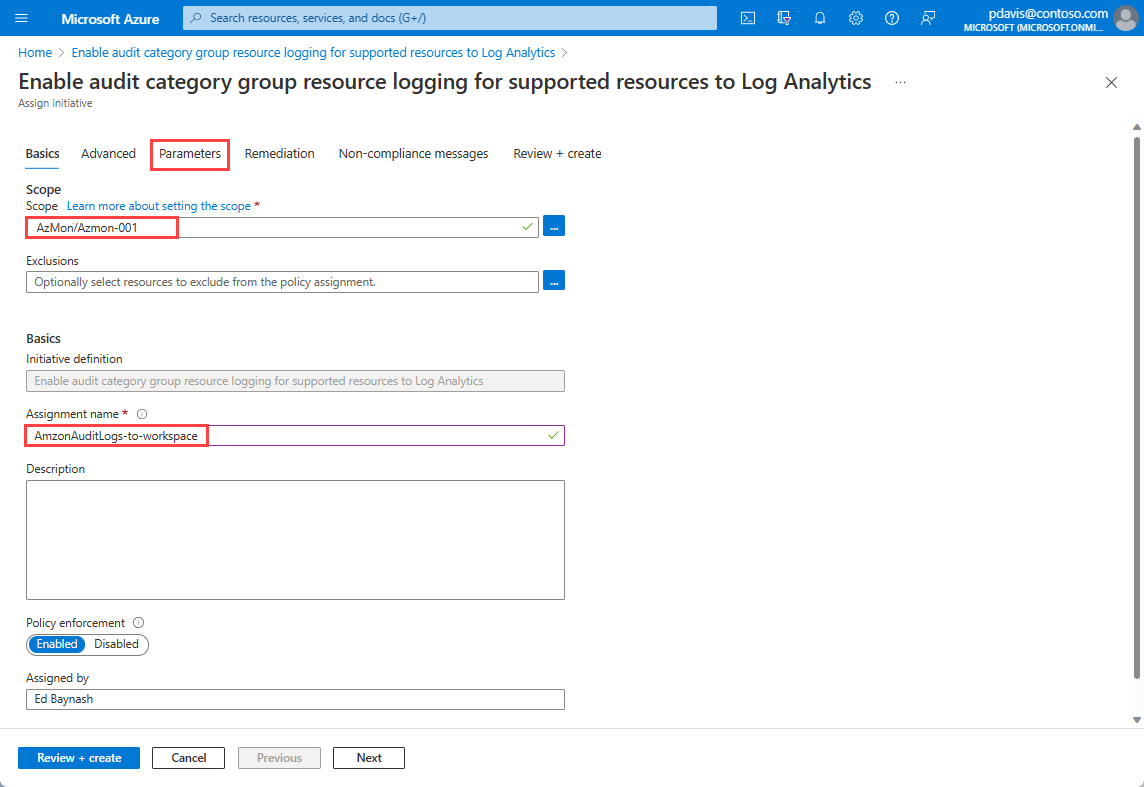 Microsoft Azure
Search resources, services, and docs (G+/)
pdavis@contoso.com
MICROSOFT (MICROSOFT.ONMI...
Home > Enable audit category group resource logging for supported resources to Log Analytics >
Enable audit category group resource logging for supported resources to Log Analytics ...
Assign initiative
Basics Advanced Parameters Remediation Non-compliance messages Review + create
Scope
Scope Learn more about setting the scope *
AzMon/Azmon-001 ...
Exclusions
Optionally select resources to exclude from the policy assignment. ...
Basics
Initiative definition
Enable audit category group resource logging for supported resources to Log Analytics
Assignment name *
AmzonAuditLogs-to-workspace
Description
Policy enforcement
Enabled Disabled
Assigned by
Ed Baynash
Review + create Cancel Previous Next